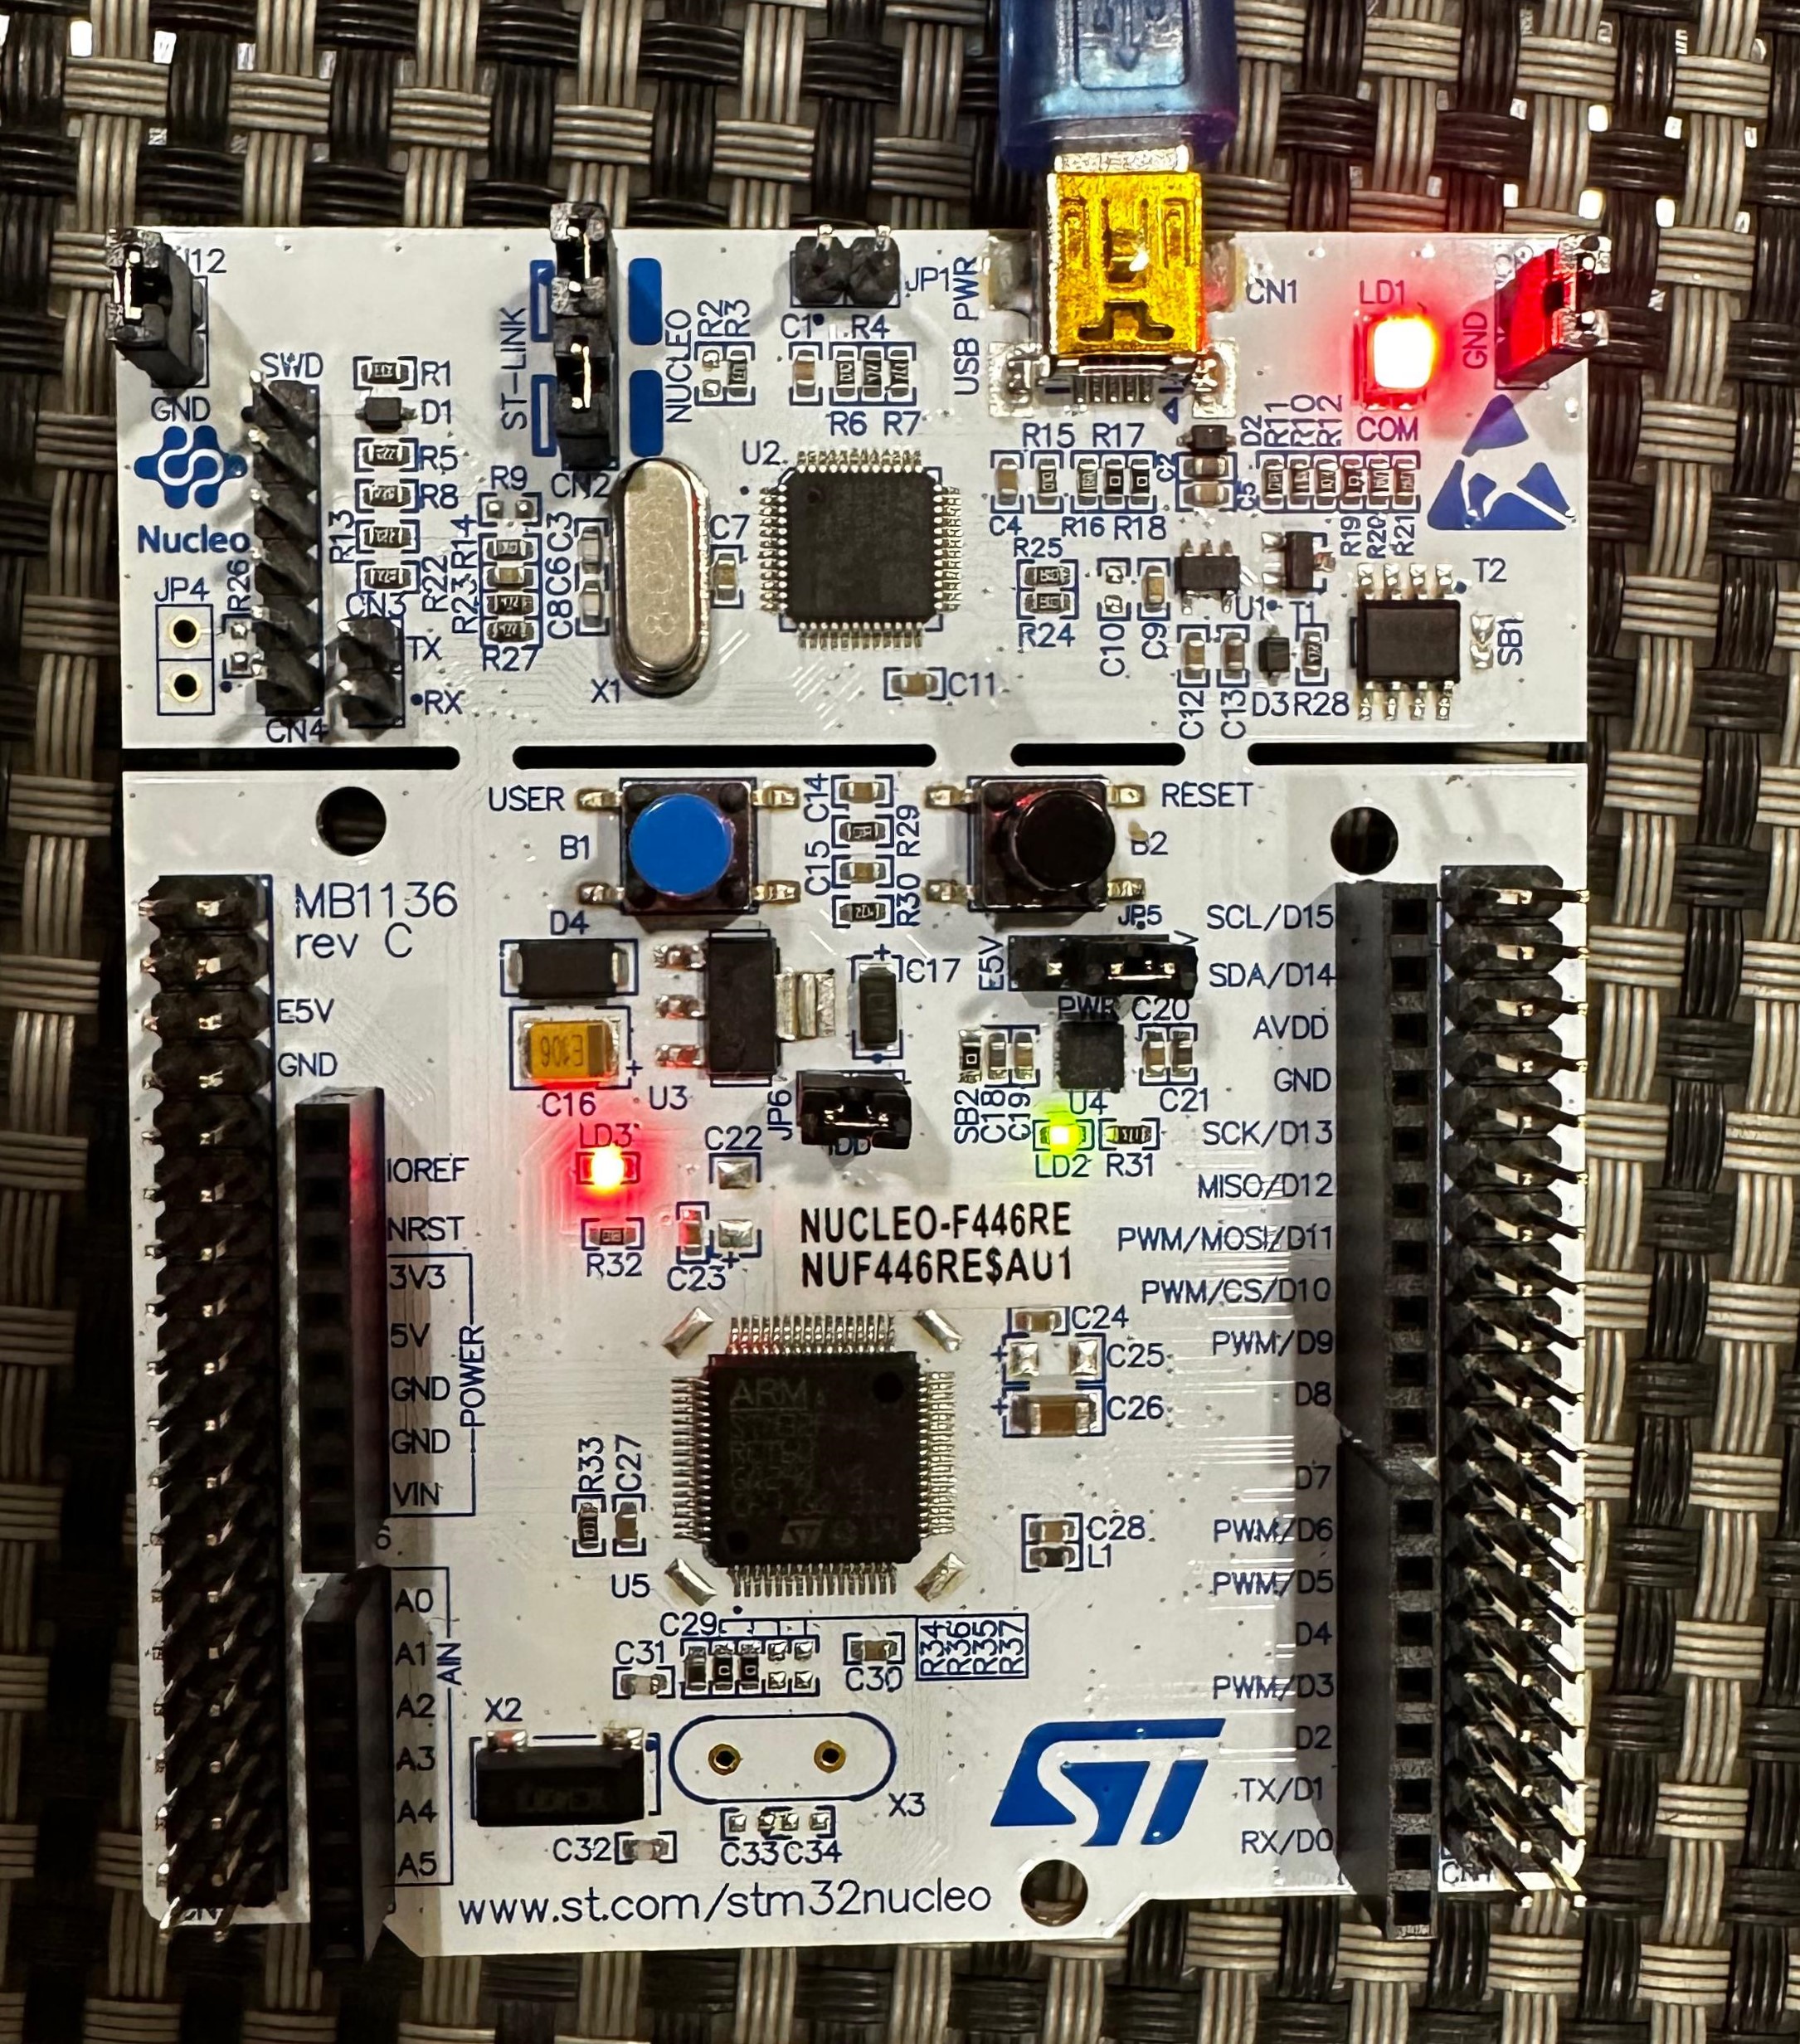 GND
SWD
R1
D1
ST-LINK
NUCLEO
R2
R3
JP1
C1
R4
R6 R7
USB PWR
CN1
LD1
COM
GND
Nucleo
R5
R8
R13
R9
CN2
U2
C7
R15 R17
C4
R16 R18
D2
R11
R10
R12
C2
C5
R19
R20
R21
R14
R22
R23
C3
C6
C8
R25
R24
C10
C9
U1
T1
T2
SB1
JP4
R26
CN3
TX
RX
CN4
R27
X1
C11
C12
C13
D3 R28
USER
B1
C14
R29
C15
R30
RESET
B2
MB1136
rev C
D4
C17
E5V
JP5
PWR
C20
SCL/D15
SDA/D14
AVDD
GND
SCK/D13
MISO/D12
PWM/MOSI/D11
PWM/CS/D10
PWM/D9
D8
D7
PWM/D6
PWM/D5
D4
PWM/D3
D2
TX/D1
RX/D0
E5V
GND
C16
U3
JP6
SB2
C18
C19
U4
C21
LD3
C22
LD2 R31
IOREF
NRST
3V3
5V
GND
GND
VIN
POWER
R32
C23
NUCLEO-F446RE
NUF446RE$AU1
C24
C25
C26
ARM
ST
R33
C27
U5
C28
L1
6
A0
A1
A2
A3
A4
A5
AIN
C29
C31
C30
R34
R36
R35
R37
X2
X3
C32
C33 C34
ST
www.st.com/stm32nucleo